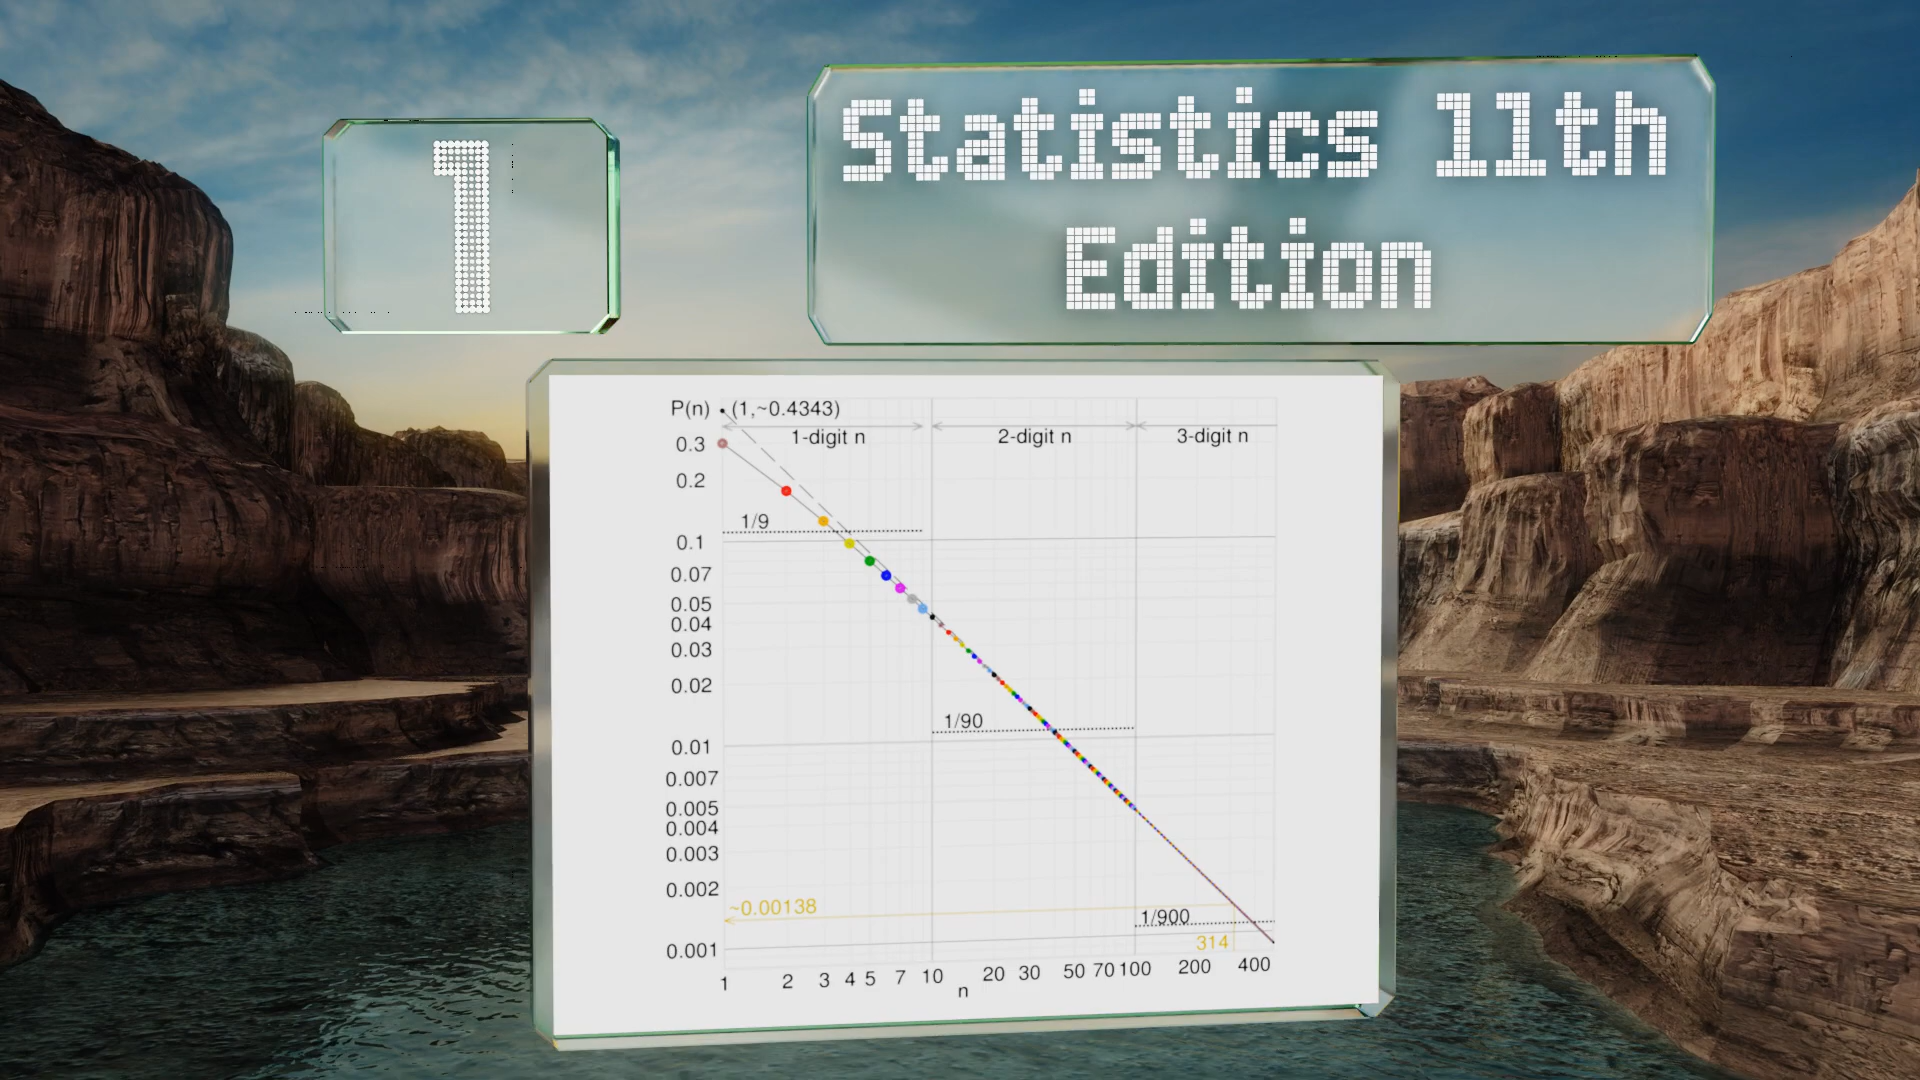 1
Statistics 11th
Edition
P(n)
(1,~0.4343)
1-digit n
2-digit n
3-digit n
0.3
0.2
1/9
0.1
0.07
0.05
0.04
0.03
0.02
1/90
0.01
0.007
0.005
0.004
0.003
0.002
~0.00138
1/900
314
0.001
1 2 3 4 5 7 10 20 30 50 70 100 200 400
n